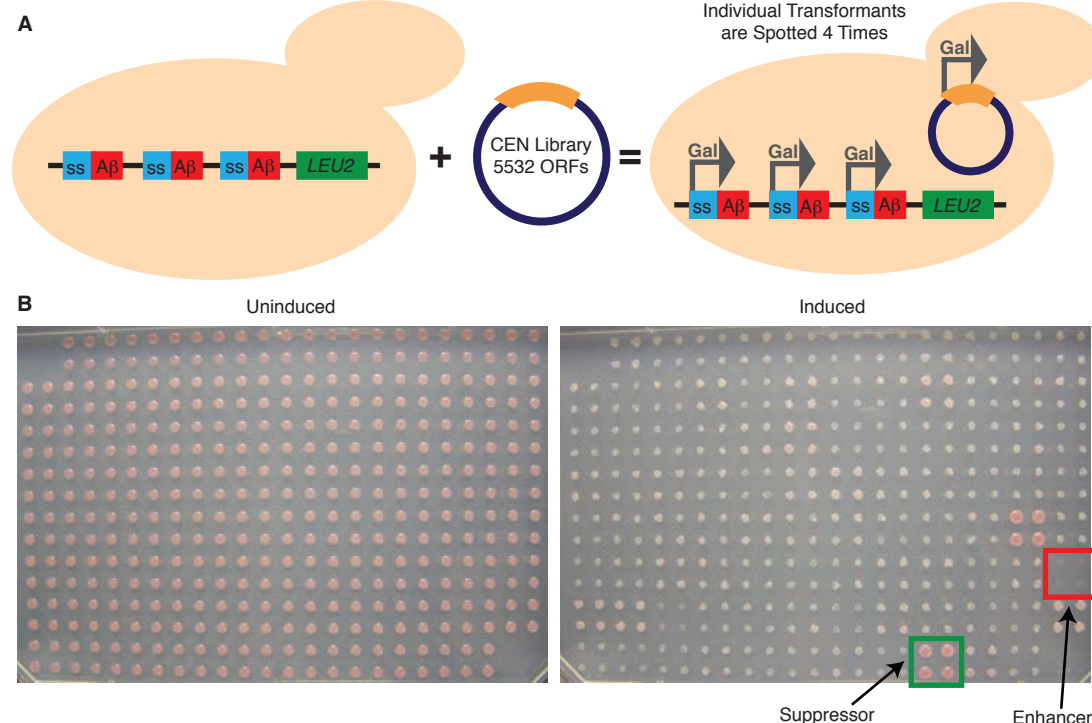 A
Individual Transformants
are Spotted 4 Times
Gal
CEN Library
5532 ORFs
+
=
Gal
Gal
Gal
ss Aβ ss Aβ ss Aβ LEU2
ss Aβ ss Aβ ss Aβ LEU2
B
Uninduced
Induced
Suppressor
Enhancer